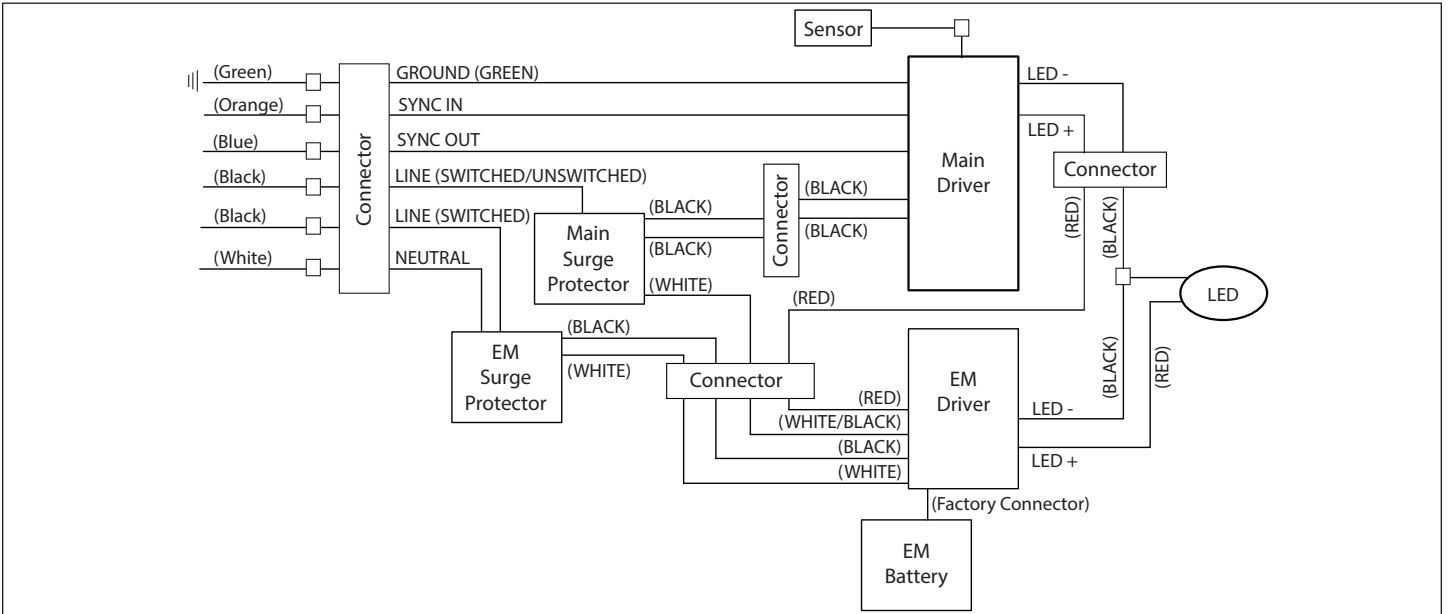 Sensor
(Green)
GROUND (GREEN)
LED -
(Orange)
SYNC IN
LED +
(Blue)
SYNC OUT
Connector
Main
Driver
Connector
(Black)
LINE (SWITCHED/UNSWITCHED)
(BLACK)
(BLACK)
Connector
(BLACK)
(BLACK)
(RED)
(BLACK)
(Black)
LINE (SWITCHED)
Main
Surge
Protector
(White)
NEUTRAL
(WHITE)
(RED)
LED
EM
Surge
Protector
(BLACK)
(WHITE)
Connector
EM
Driver
(RED)
(WHITE/BLACK)
(BLACK)
(WHITE)
LED -
LED +
(BLACK)
(RED)
(Factory Connector)
EM
Battery